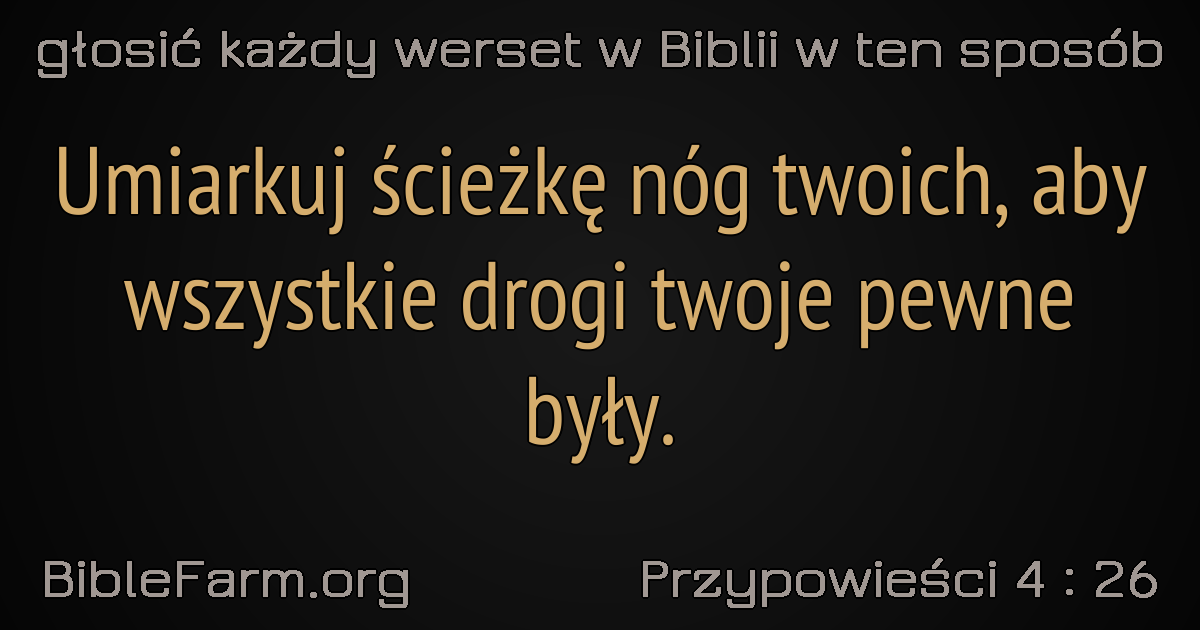 głosić każdy werset w Biblii w ten sposób
Umiarkuj ścieżkę nóg twoich, aby
wszystkie drogi twoje pewne
były.
BibleFarm.org
Przypowieści 4 : 26